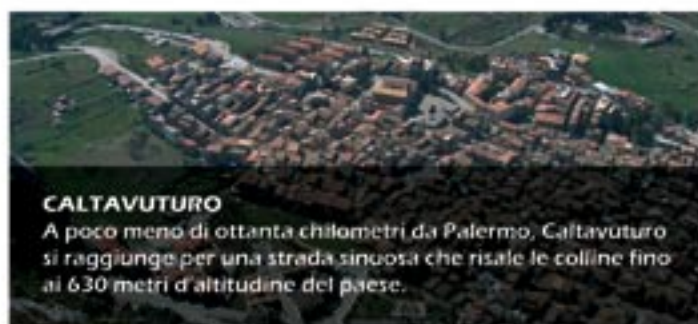 CALTAVUTURO
A poco meno di ottanta chilometri da Palermo, Caltavuturo
si raggiunge per una strada sinuosa che risale le colline fino
ai 630 metri d'altitudine del paese.